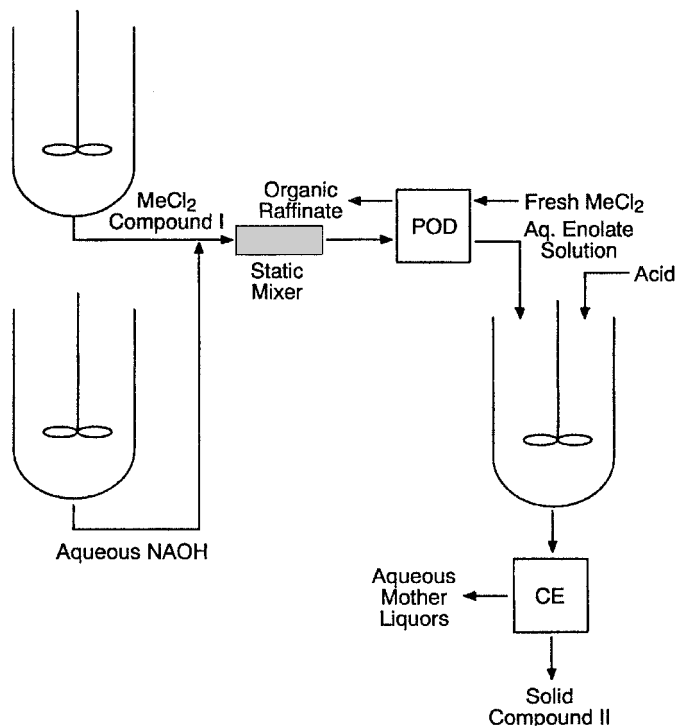 MeCl2
Compound I
Organic
Raffinate
POD
Fresh MeCl2
Aq. Enolate
Solution
Acid
Static
Mixer
Aqueous NAOH
Aqueous
Mother
Liquors
CE
Solid
Compound II